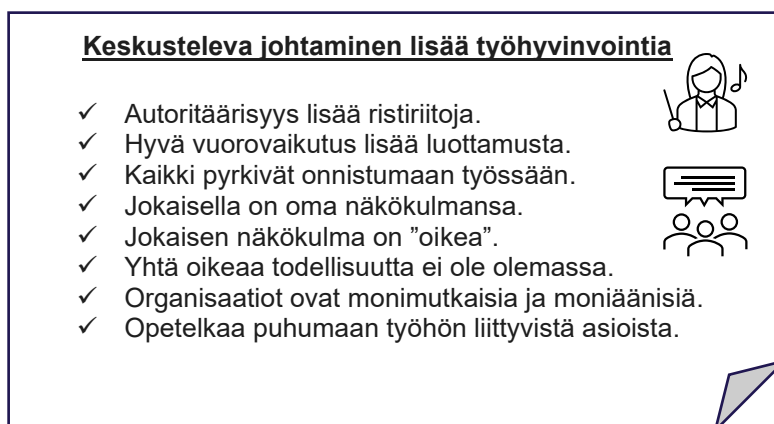 Keskusteleva johtaminen lisää työhyvinvointia
✓ Autoritäärisyys lisää ristiriitoja.
✓ Hyvä vuorovaikutus lisää luottamusta.
✓ Kaikki pyrkivät onnistumaan työssään.
✓ Jokaisella on oma näkökulmansa.
✓ Jokaisen näkökulma on ”oikea”.
✓ Yhtä oikeaa todellisuutta ei ole olemassa.
✓ Organisaatiot ovat monimutkaisia ja moniäänisiä.
✓ Opetelkaa puhumaan työhön liittyvistä asioista.